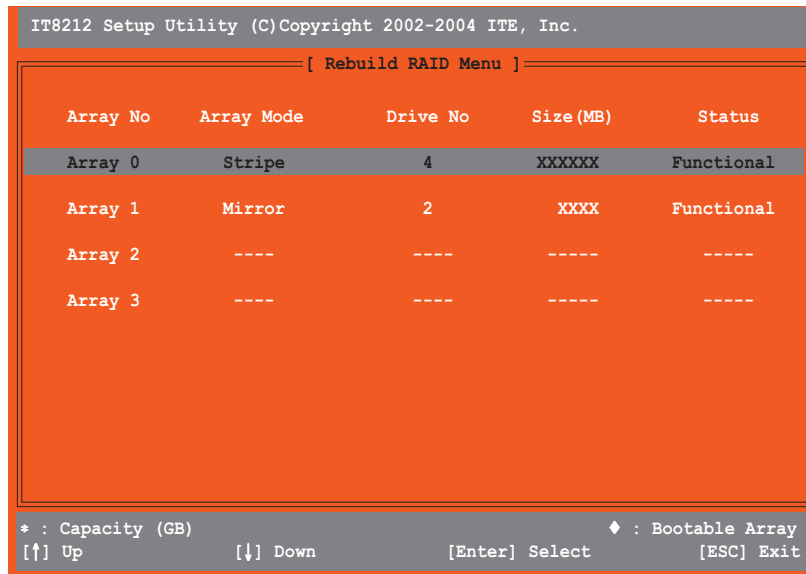 IT8212 Setup Utility (C)Copyright 2002-2004 ITE, Inc.
[ Rebuild RAID Menu ]
Array No Array Mode Drive No Size(MB) Status
Array 0 Stripe 4 XXXXXX Functional
Array 1 Mirror 2 XXXX Functional
Array 2 ---- ---- ----- -----
Array 3 ---- ---- ----- -----
* : Capacity (GB) ♦ : Bootable Array
[↑] Up [↓] Down [Enter] Select [ESC] Exit